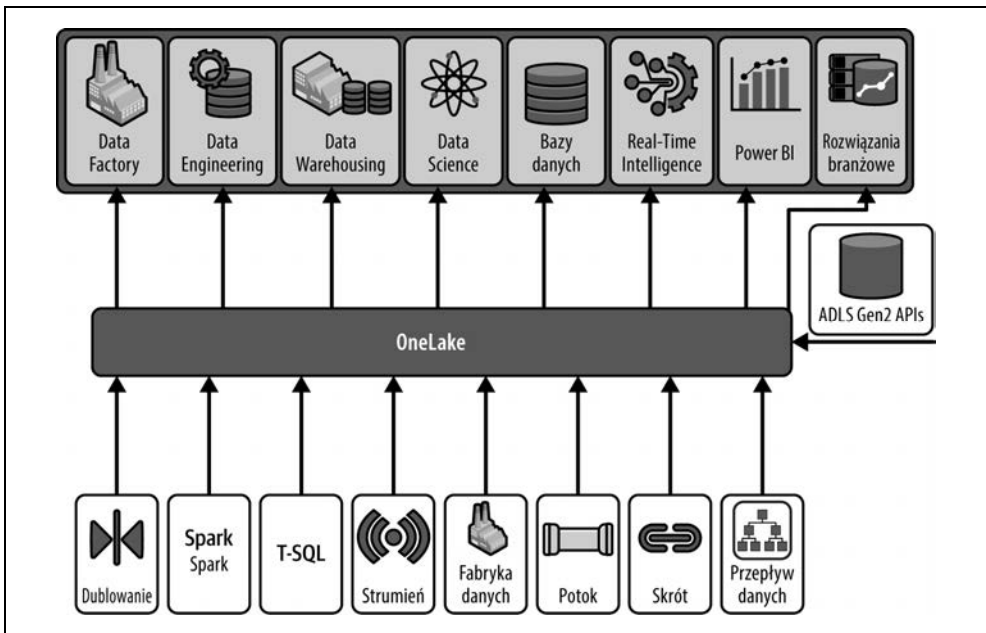 Data
Factory
Data
Engineering
Data
Warehousing
Data
Science
Bazy
danych
Real-Time
Intelligence
Power BI
Rozwiązania
branżowe
ADLS Gen2 APIs
OneLake
Dublowanie
Spark
Spark
T-SQL
Strumień
Fabryka
danych
Potok
Skrót
Przepływ
danych